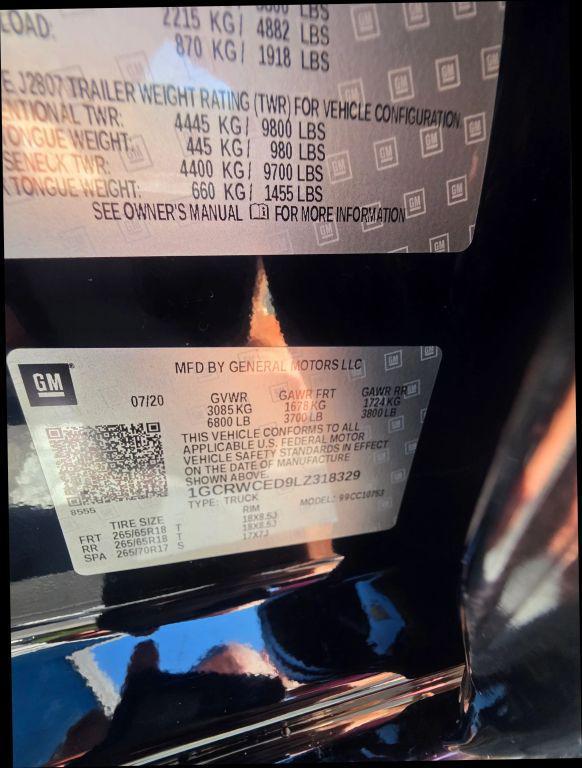 LOAD: 2215 KG/ 4882 LBS
870 KG/ 1918 LBS
E J2807 TRAILER WEIGHT RATING (TWR) FOR VEHICLE CONFIGURATION
ENTIONAL TWR: 4445 KG/ 9800 LBS
TONGUE WEIGHT: 445 KG/ 980 LBS
SENECK TWR: 4400 KG/ 9700 LBS
TONGUE WEIGHT: 660 KG/ 1455 LBS
SEE OWNER'S MANUAL FOR MORE INFORMATION
GM
MFD BY GENERAL MOTORS LLC
07/20 GVWR GAWR FRT GAWR RR
3085 KG 1678 KG 1724 KG
6800 LB 3700 LB 3800 LB
THIS VEHICLE CONFORMS TO ALL
APPLICABLE U.S. FEDERAL MOTOR
VEHICLE SAFETY STANDARDS IN EFFECT
ON THE DATE OF MANUFACTURE
SHOWN ABOVE
1GCRWCED9LZ318329
TYPE: TRUCK MODEL: 99CC10753
8555
TIRE SIZE RIM
FRT 265/65R18 T 18X8.5J
RR 265/65R18 T 18X8.5J
SPA 265/70R17 S 17X7J